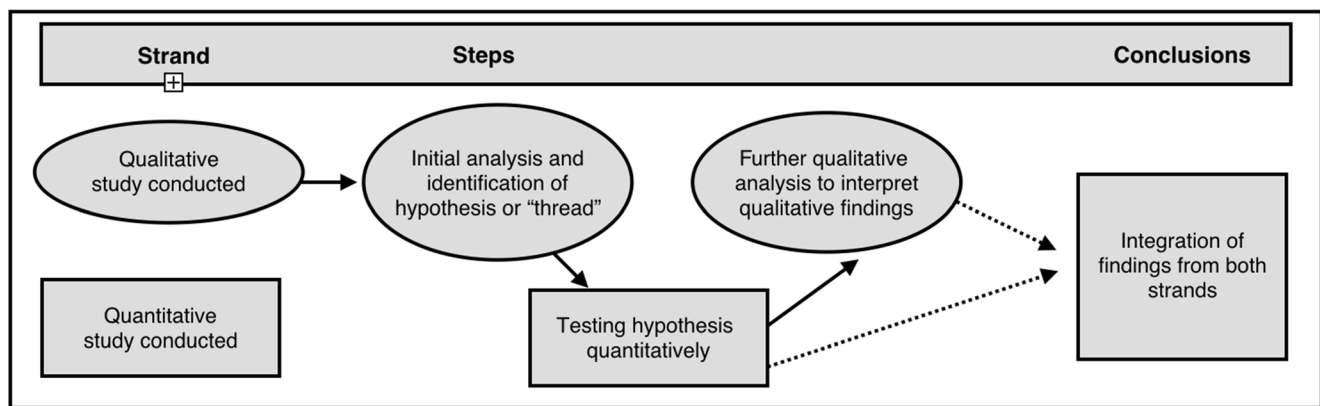 Strand
Steps
Conclusions
Qualitative
study conducted
Initial analysis and
identification of
hypothesis or “thread”
Further qualitative
analysis to interpret
qualitative findings
Integration of
findings from both
strands
Quantitative
study conducted
Testing hypothesis
quantitatively